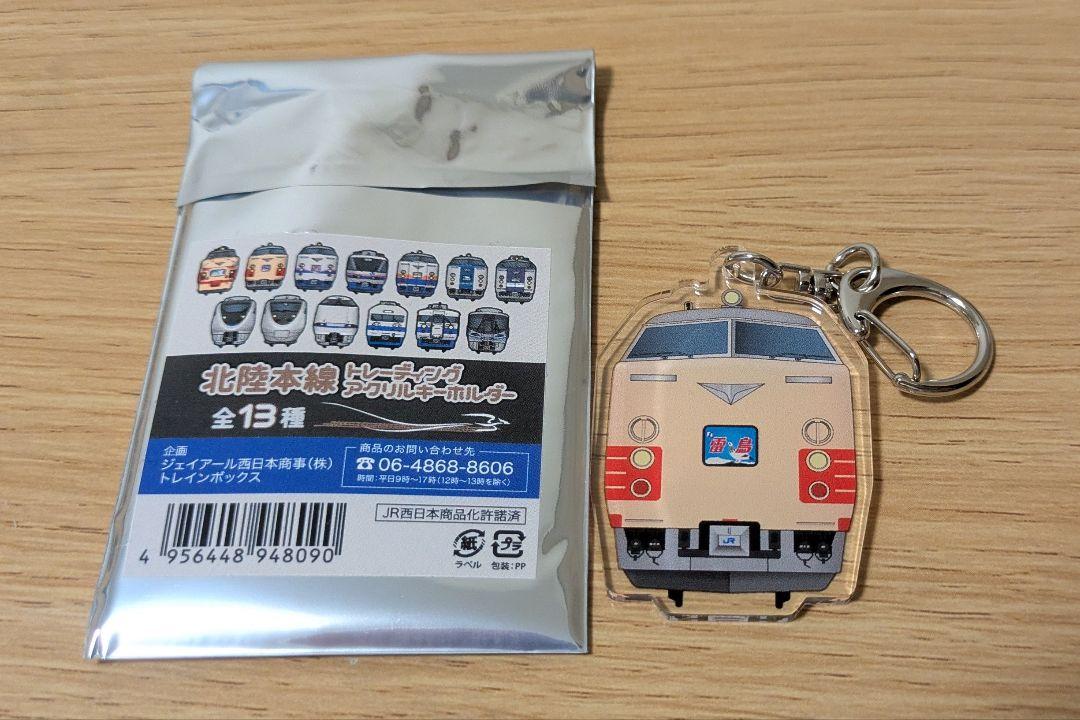 北陸本線
トレーディング
アクリルキーホルダー
全13種
企画
ジェイアール西日本商事(株)
トレインボックス
商品のお問い合わせ先
☎06-4868-8606
時間:平日9時~17時(12時~13時を除く)
JR西日本商品化許諾済
4 956448 948090
紙
ラベル
プラ
包装:PP
雷鳥
JR